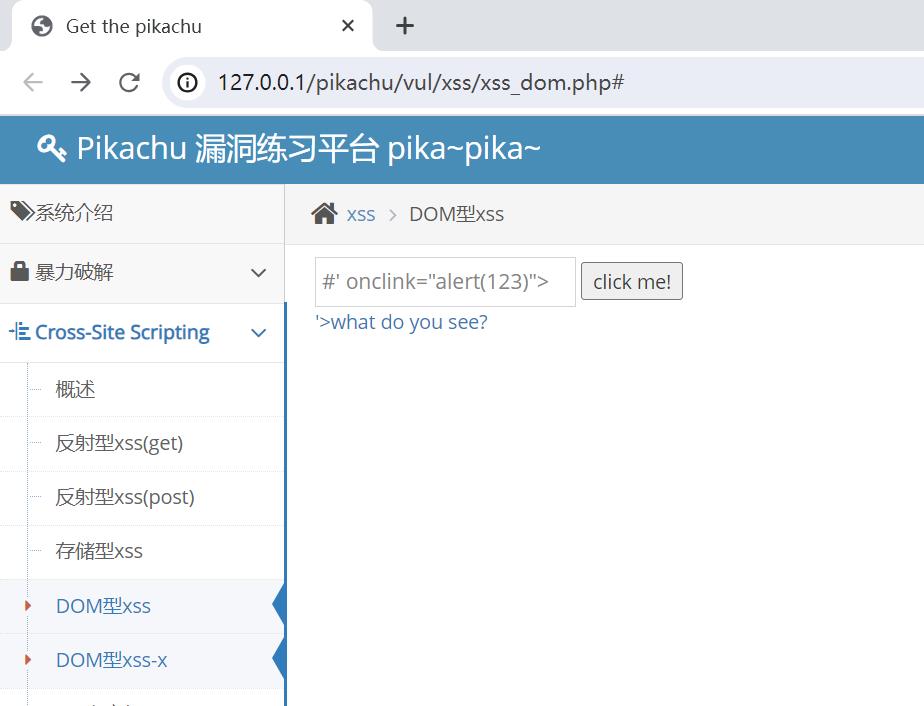 Get the pikachu
127.0.0.1/pikachu/vul/xss/xss_dom.php#
Pikachu 漏洞练习平台 pika~pika~
系统介绍
xss > DOM型xss
暴力破解
#' onclink="alert(123)">
click me!
'>what do you see?
Cross-Site Scripting
概述
反射型xss(get)
反射型xss(post)
存储型xss
DOM型xss
DOM型xss-x